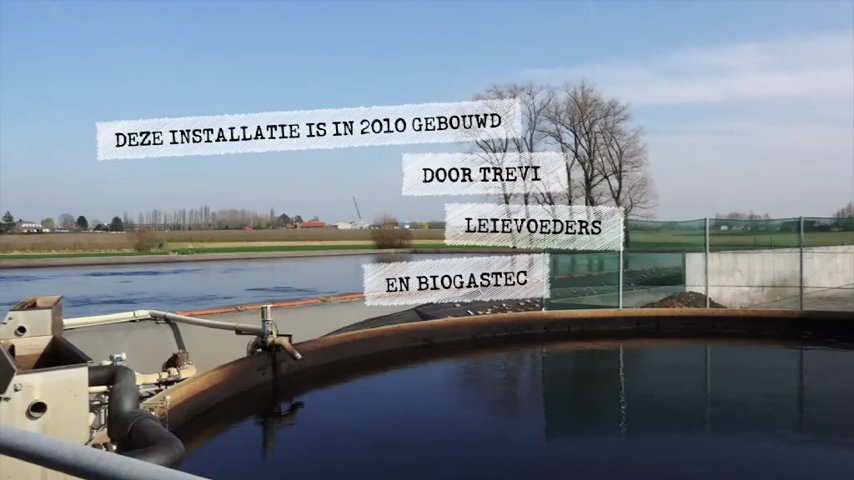 DEZE INSTALLATIE IS IN 2010 GEBOUWD
DOOR TREVI
LEIEVOEDERS
EN BIOGASTEC